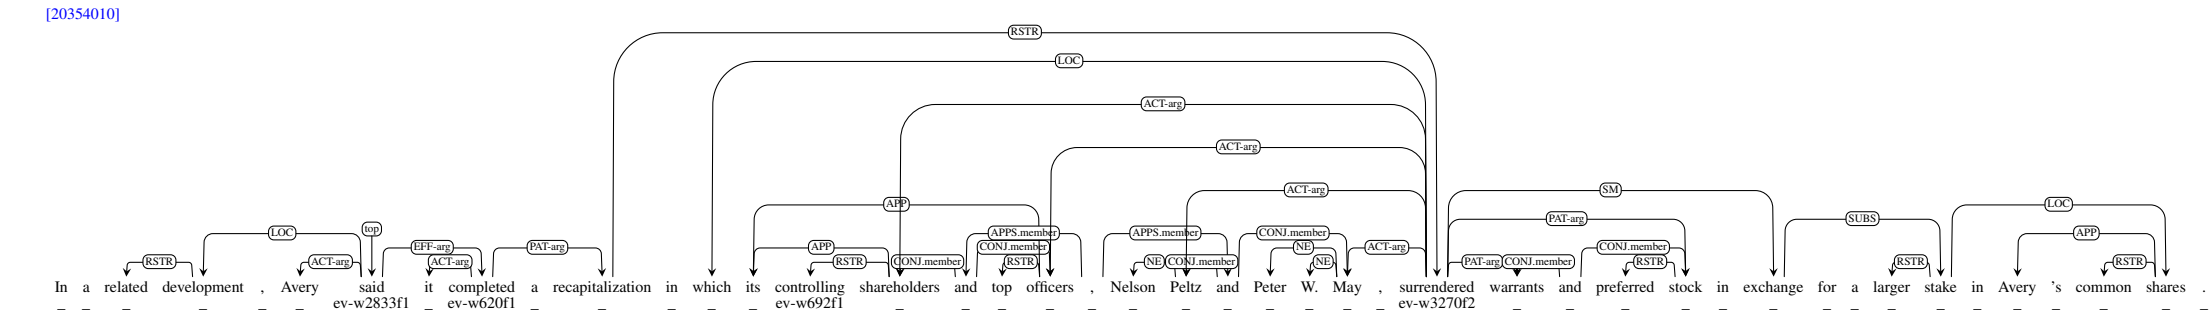 [20354010]
RSTR
LOC
ACT-arg
ACT-arg
ACT-arg SM
APP LOC
PAT-arg SUBS
top
LOC APPS.member APPS.member CONJ.member APP
EFF-arg PAT-arg APP CONJ.member NE ACT-arg CONJ.member
RSTR ACT-arg ACT-arg RSTR CONJ.member RSTR NE CONJ.member NE PAT-arg CONJ.member RSTR RSTR RSTR
In a related development , Avery said it completed a recapitalization in which its controlling shareholders and top officers , Nelson Peltz and Peter W. May , surrendered warrants and preferred stock in exchange for a larger stake in Avery 's common shares .
_ _ _ _ _ _ ev-w2833f1 _ ev-w620f1 _ _ _ _ _ ev-w692f1 _ _ _ _ _ _ _ _ _ _ _ _ ev-w3270f2 _ _ _ _ _ _ _ _ _ _ _ _ _ _ _ _